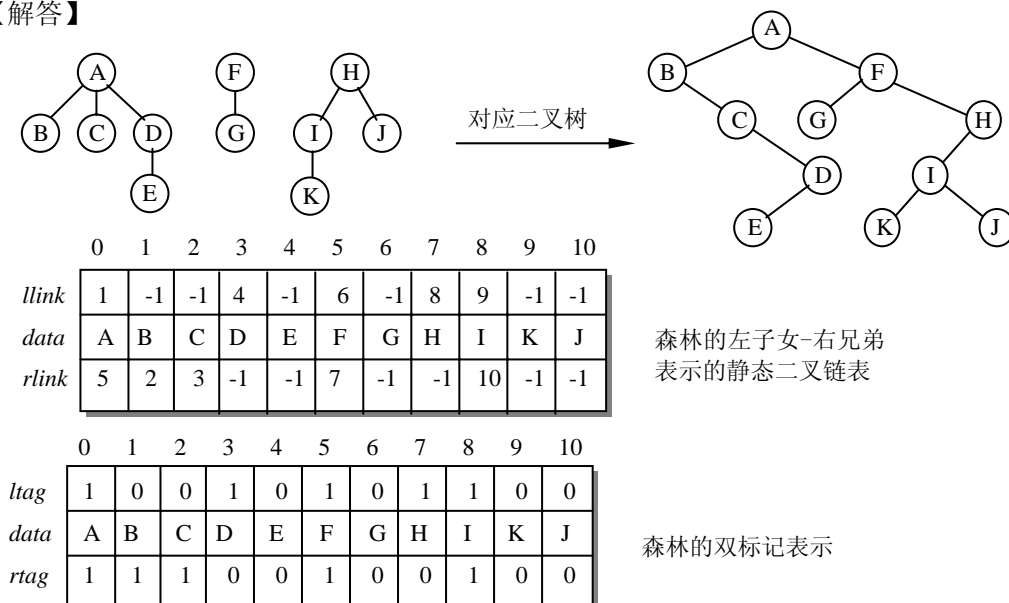 【解答】
A F H
B C D G I J
E K
对应二叉树
A
B F
C G H
D I
E K J
0 1 2 3 4 5 6 7 8 9 10
llink 1 -1 -1 4 -1 6 -1 8 9 -1 -1
data A B C D E F G H I K J
rlink 5 2 3 -1 -1 7 -1 -1 10 -1 -1
森林的左子女-右兄弟
表示的静态二叉链表
0 1 2 3 4 5 6 7 8 9 10
ltag 1 0 0 1 0 1 0 1 1 0 0
data A B C D E F G H I K J
rtag 1 1 1 0 0 1 0 0 1 0 0
森林的双标记表示